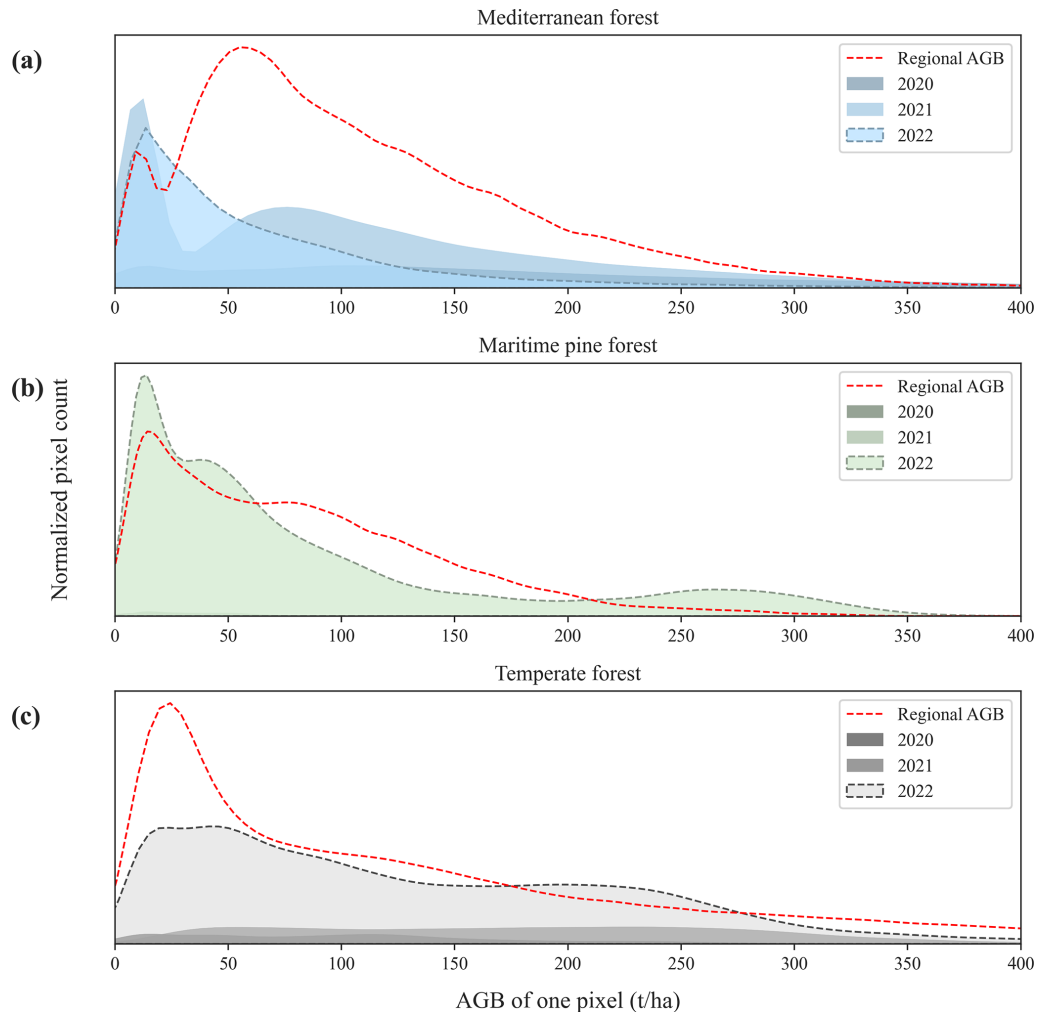 Mediterranean forest
(a)
Regional AGB
2020
2021
2022
0 50 100 150 200 250 300 350 400
Maritime pine forest
(b)
Regional AGB
2020
2021
2022
Normalized pixel count
0 50 100 150 200 250 300 350 400
Temperate forest
(c)
Regional AGB
2020
2021
2022
0 50 100 150 200 250 300 350 400
AGB of one pixel (t/ha)